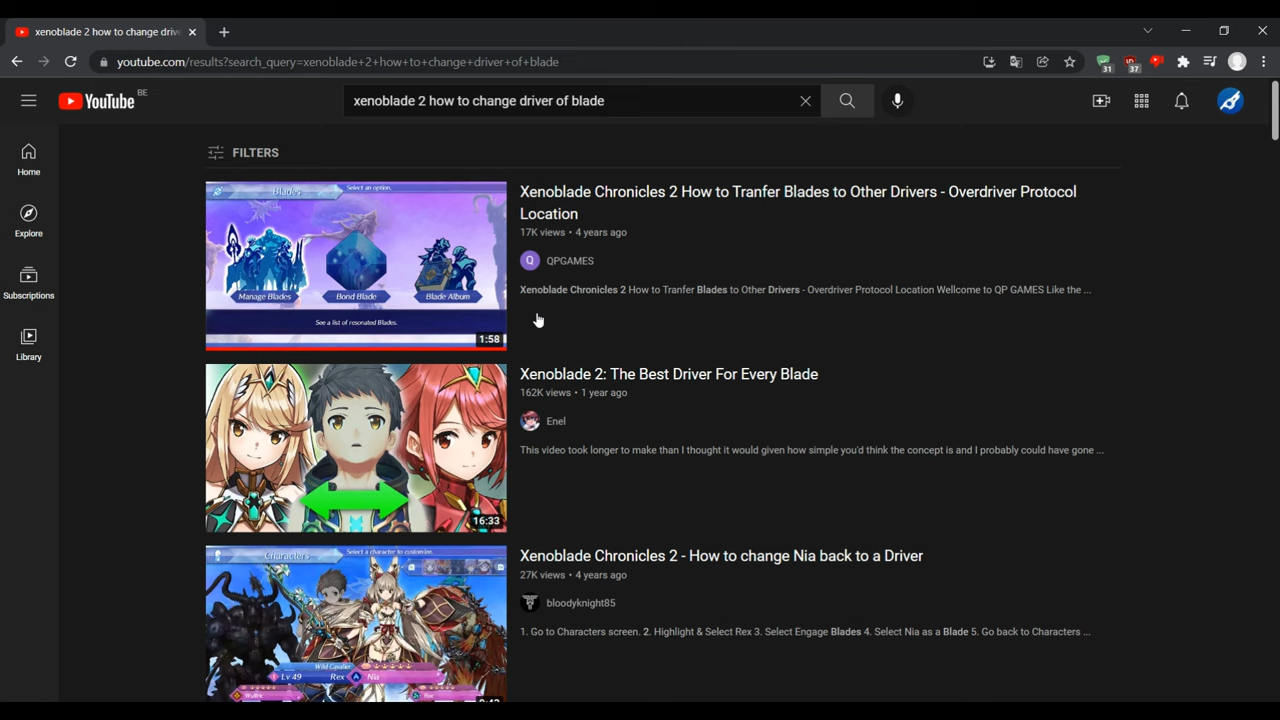 xenoblade 2 how to change drive
youtube.com/results?search_query=xenoblade+2+how+to+change+driver+of+blade
31
37
YouTube BE
xenoblade 2 how to change driver of blade
Home
Explore
Subscriptions
Library
FILTERS
Blades
Select an option.
Manage Blades
Bond Blade
Blade Album
See a list of resonated Blades.
1:58
Xenoblade Chronicles 2 How to Tranfer Blades to Other Drivers - Overdriver Protocol
Location
17K views • 4 years ago
Q QPGAMES
Xenoblade Chronicles 2 How to Tranfer Blades to Other Drivers - Overdriver Protocol Location Wellcome to QP GAMES Like the ...
16:33
Xenoblade 2: The Best Driver For Every Blade
162K views • 1 year ago
Enel
This video took longer to make than I thought it would given how simple you'd think the concept is and I probably could have gone ...
Characters
Select a character to customize.
Wild Cavalier
Lv 49 Rex Nia
Wulfric
Roc
Xenoblade Chronicles 2 - How to change Nia back to a Driver
27K views • 4 years ago
bloodyknight85
1. Go to Characters screen. 2. Highlight & Select Rex 3. Select Engage Blades 4. Select Nia as a Blade 5. Go back to Characters ...